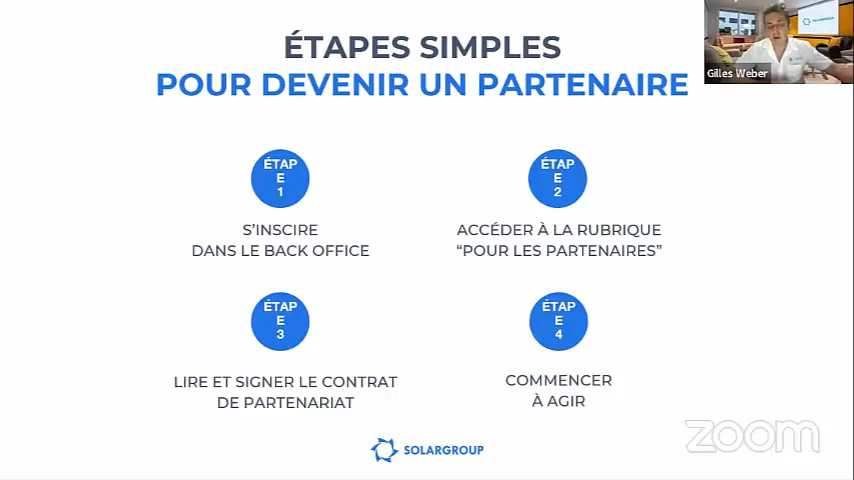 ÉTAPES SIMPLES
POUR DEVENIR UN PARTENAIRE
Gilles Weber
ÉTAP
E
1
S’INSCIRE
DANS LE BACK OFFICE
ÉTAP
E
2
ACCÉDER À LA RUBRIQUE
“POUR LES PARTENAIRES”
ÉTAP
E
3
LIRE ET SIGNER LE CONTRAT
DE PARTENARIAT
ÉTAP
E
4
COMMENCER
À AGIR
SOLARGROUP
zoom